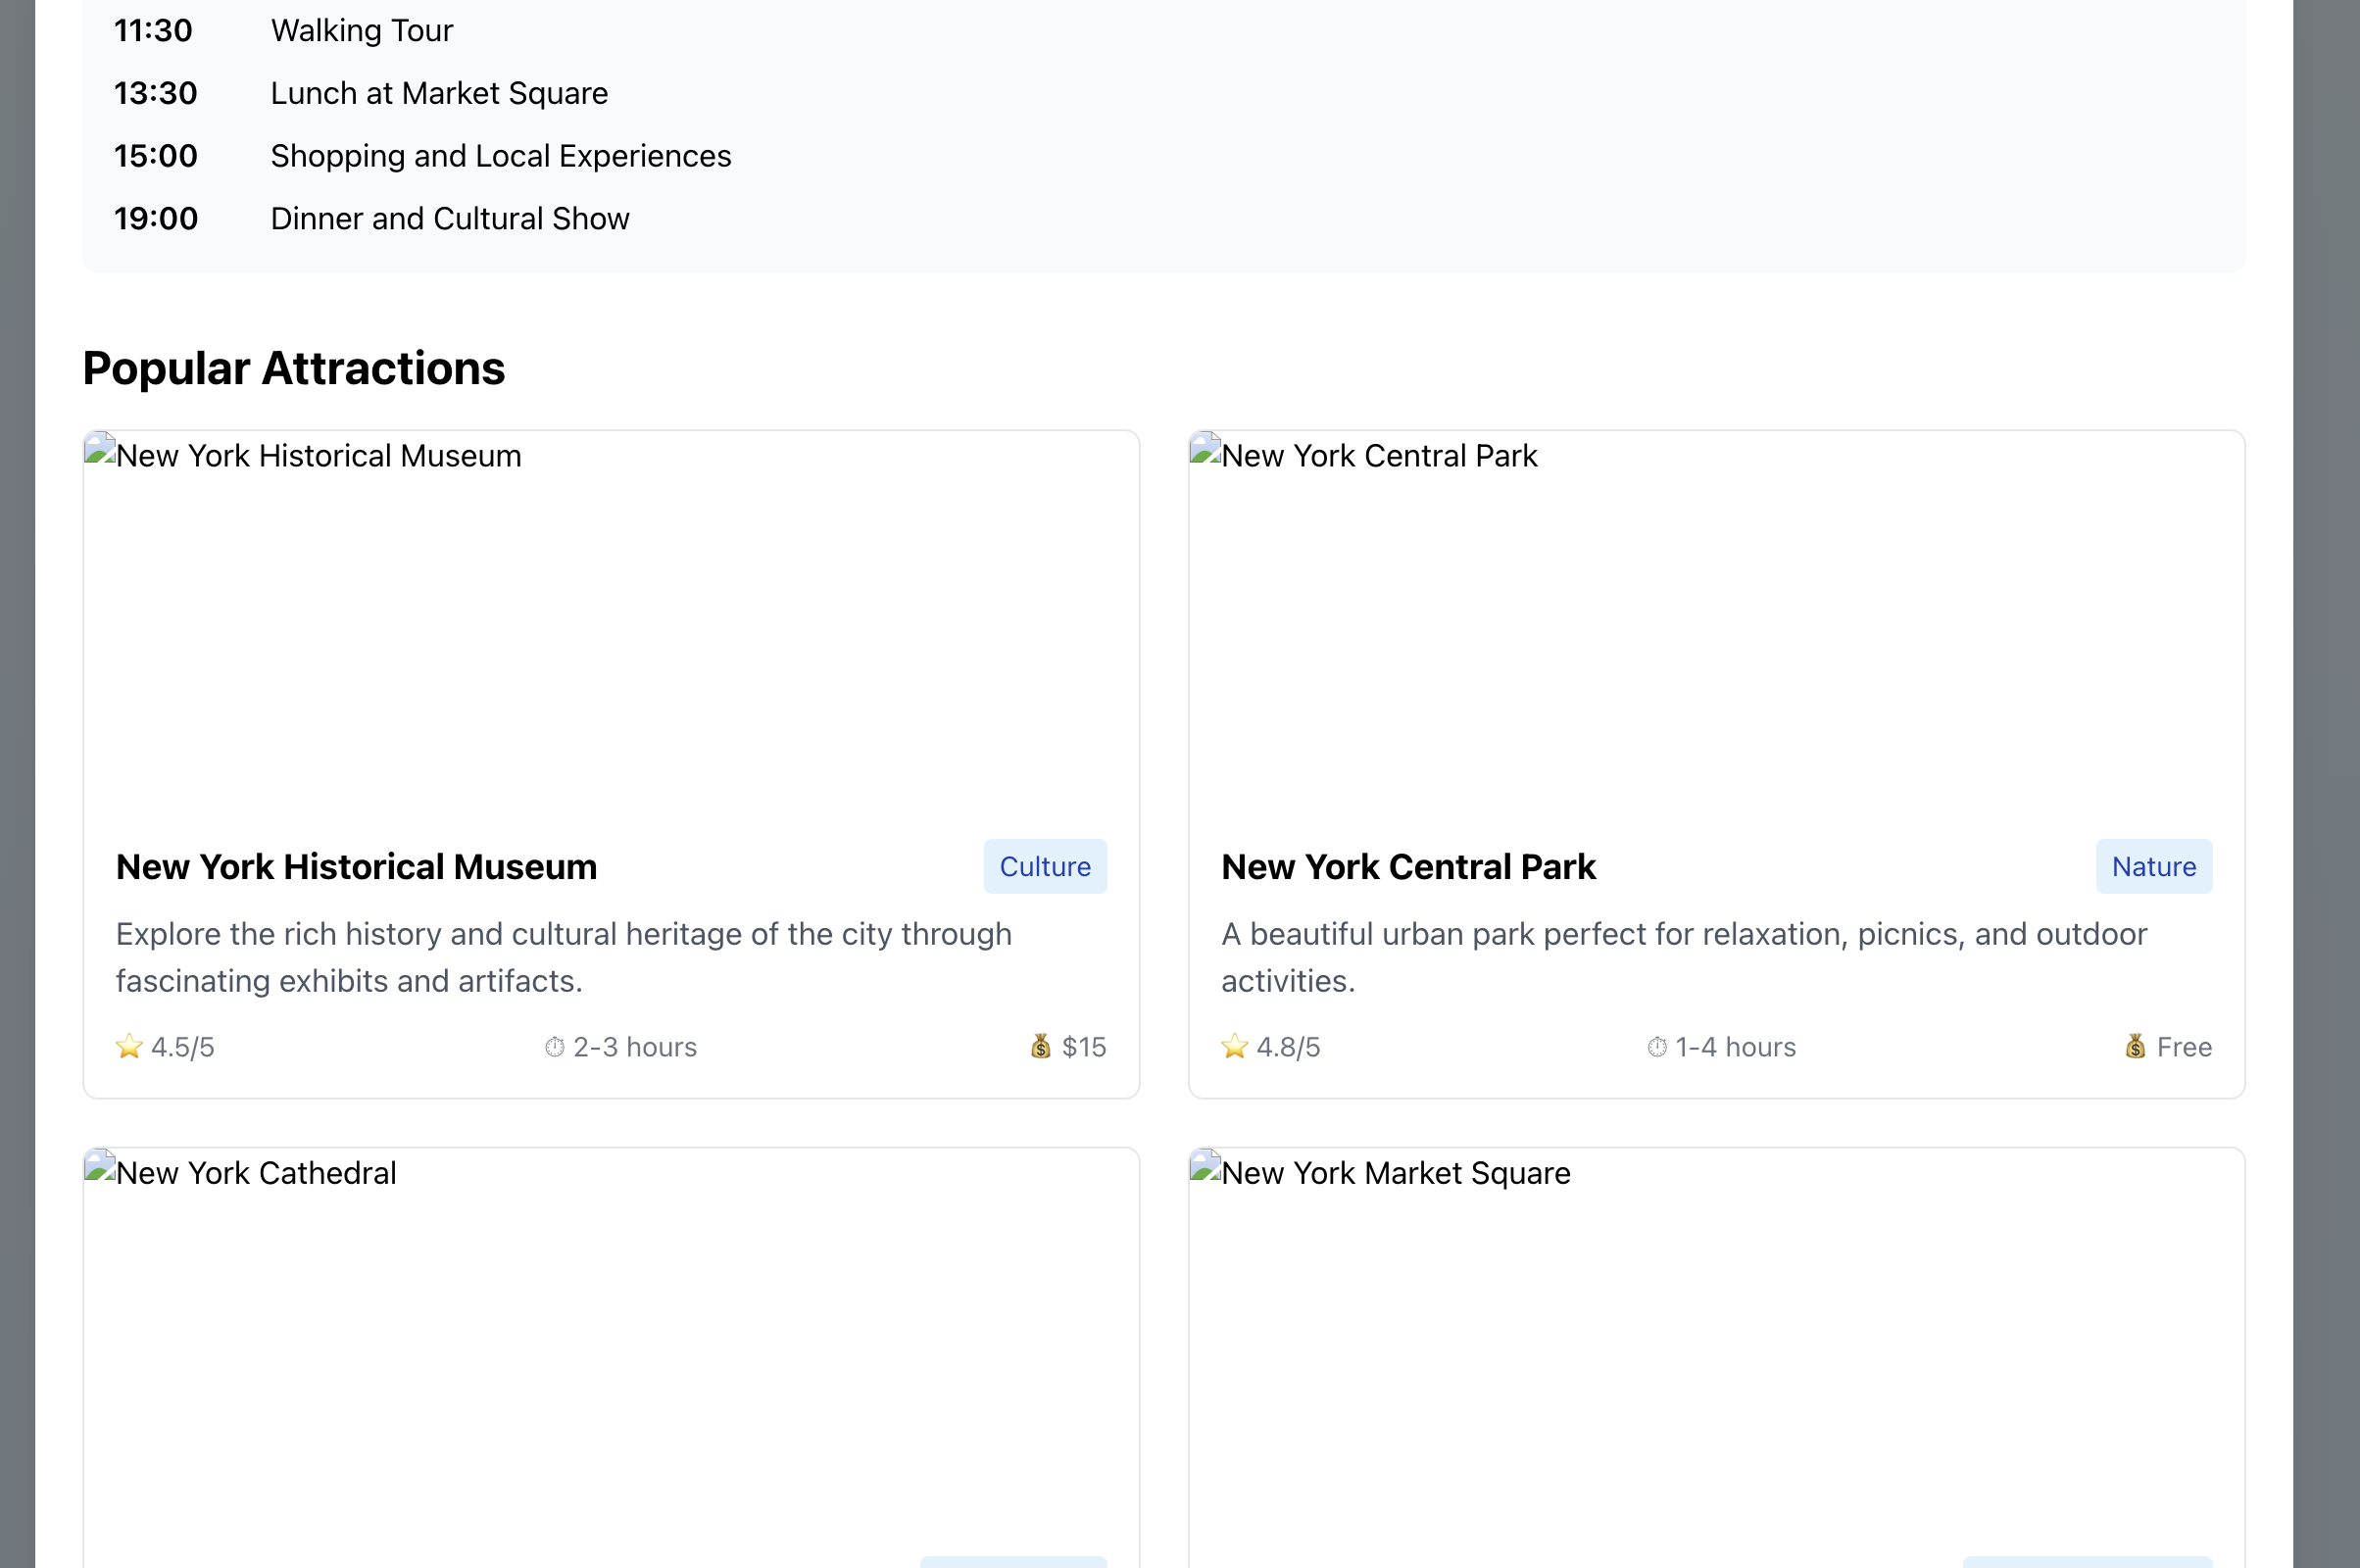 11:30 Walking Tour
13:30 Lunch at Market Square
15:00 Shopping and Local Experiences
19:00 Dinner and Cultural Show
Popular Attractions
New York Historical Museum
New York Central Park
New York Historical Museum Culture
Explore the rich history and cultural heritage of the city through
fascinating exhibits and artifacts.
⭐ 4.5/5 ⏱ 2-3 hours 💰 $15
New York Central Park Nature
A beautiful urban park perfect for relaxation, picnics, and outdoor
activities.
⭐ 4.8/5 ⏱ 1-4 hours 💰 Free
New York Cathedral
New York Market Square